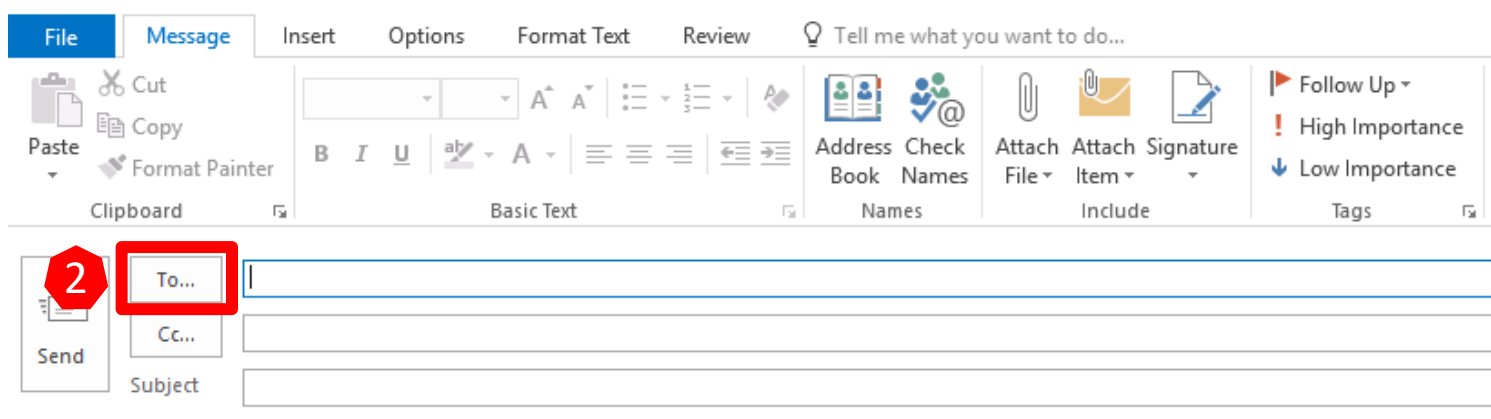 File Message Insert Options Format Text Review Tell me what you want to do...
Cut
Copy
Paste
Format Painter
Clipboard
B I U ab A
Basic Text
Address Book
Check Names
Names
Attach File
Attach Item
Signature
Include
Follow Up
High Importance
Low Importance
Tags
2
To...
Cc...
Send
Subject